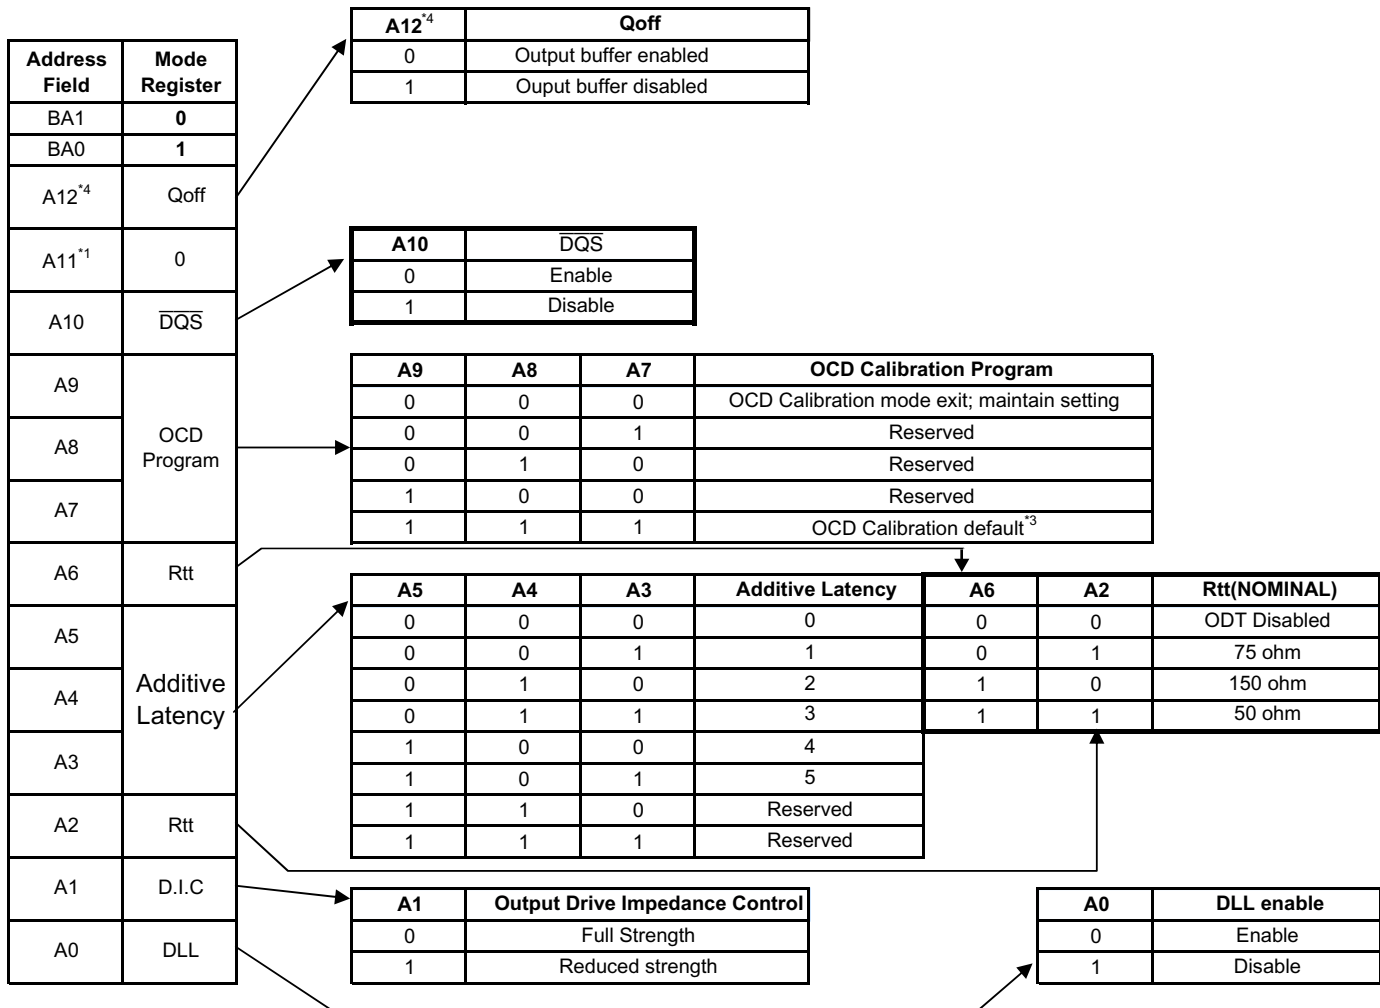 Address Field | Mode Register
BA1 | 0
BA0 | 1
A12*4 | Qoff
A11*1 | 0
A10 | D̅Q̅S̅
A9
A8 | OCD Program
A7
A6 | Rtt
A5
A4 | Additive Latency
A3
A2 | Rtt
A1 | D.I.C
A0 | DLL
A12*4 | Qoff
0 | Output buffer enabled
1 | Ouput buffer disabled
A10 | D̅Q̅S̅
0 | Enable
1 | Disable
A9 | A8 | A7 | OCD Calibration Program
0 | 0 | 0 | OCD Calibration mode exit; maintain setting
0 | 0 | 1 | Reserved
0 | 1 | 0 | Reserved
1 | 0 | 0 | Reserved
1 | 1 | 1 | OCD Calibration default*3
A5 | A4 | A3 | Additive Latency
0 | 0 | 0 | 0
0 | 0 | 1 | 1
0 | 1 | 0 | 2
0 | 1 | 1 | 3
1 | 0 | 0 | 4
1 | 0 | 1 | 5
1 | 1 | 0 | Reserved
1 | 1 | 1 | Reserved
A6 | A2 | Rtt(NOMINAL)
0 | 0 | ODT Disabled
0 | 1 | 75 ohm
1 | 0 | 150 ohm
1 | 1 | 50 ohm
A1 | Output Drive Impedance Control
0 | Full Strength
1 | Reduced strength
A0 | DLL enable
0 | Enable
1 | Disable